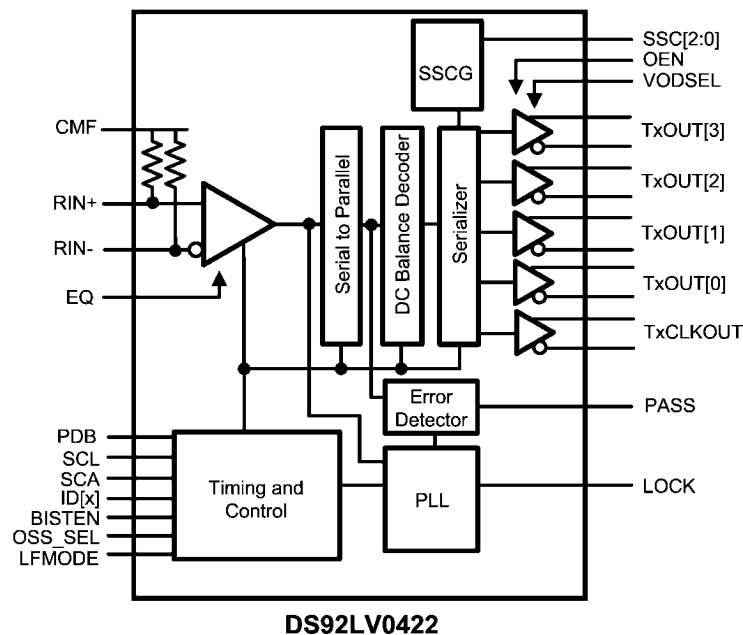 SSC[2:0]
OEN
VODSEL
SSCG
CMF
TxOUT[3]
TxOUT[2]
RIN+
TxOUT[1]
RIN-
TxOUT[0]
EQ
TxCLKOUT
Serial to Parallel
DC Balance Decoder
Serializer
Error
Detector
PASS
PDB
SCL
SCA
ID[x]
BISTEN
OSS_SEL
LFMODE
Timing and
Control
PLL
LOCK
DS92LV0422